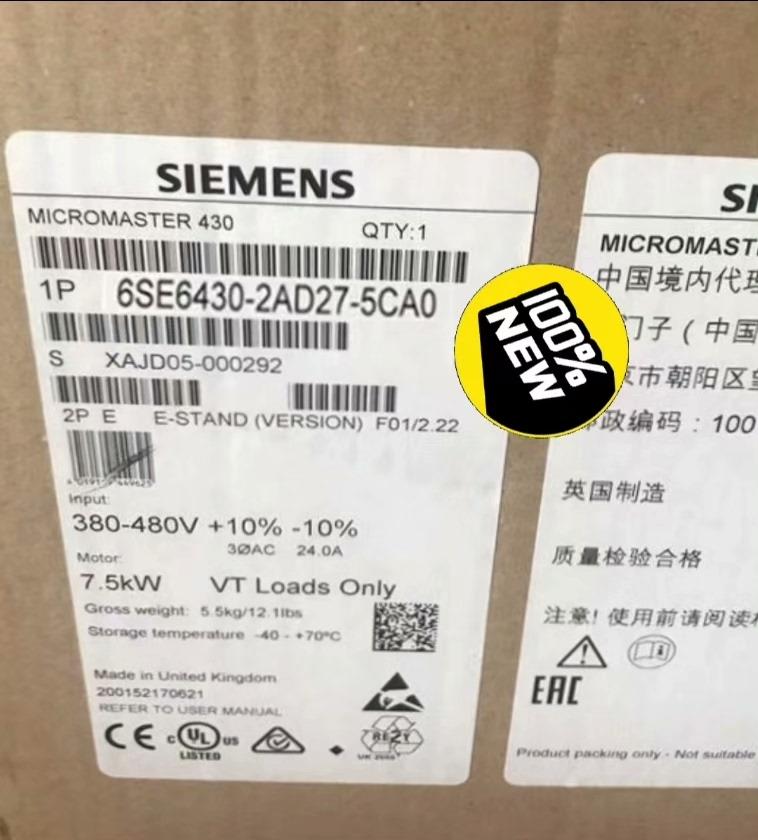 SIEMENS
MICROMASTER 430 QTY:1
1P 6SE6430-2AD27-5CA0
S XAJD05-000292
2P E E-STAND (VERSION) F01/2.22
Input:
380-480V +10% -10%
3ØAC 24.0A
Motor:
7.5kW VT Loads Only
Gross weight: 5.5kg/12.1lbs
Storage temperature -40 - +70°C
Made in United Kingdom
200152170621
REFER TO USER MANUAL
CE c UL us
LISTED
100%
NEW
SI
MICROMAST
中国境内代理
门子（中国
市朝阳区
邮政编码：100
英国制造
质量检验合格
注意！使用前请阅读
EAC
Product packing only - Not suitable